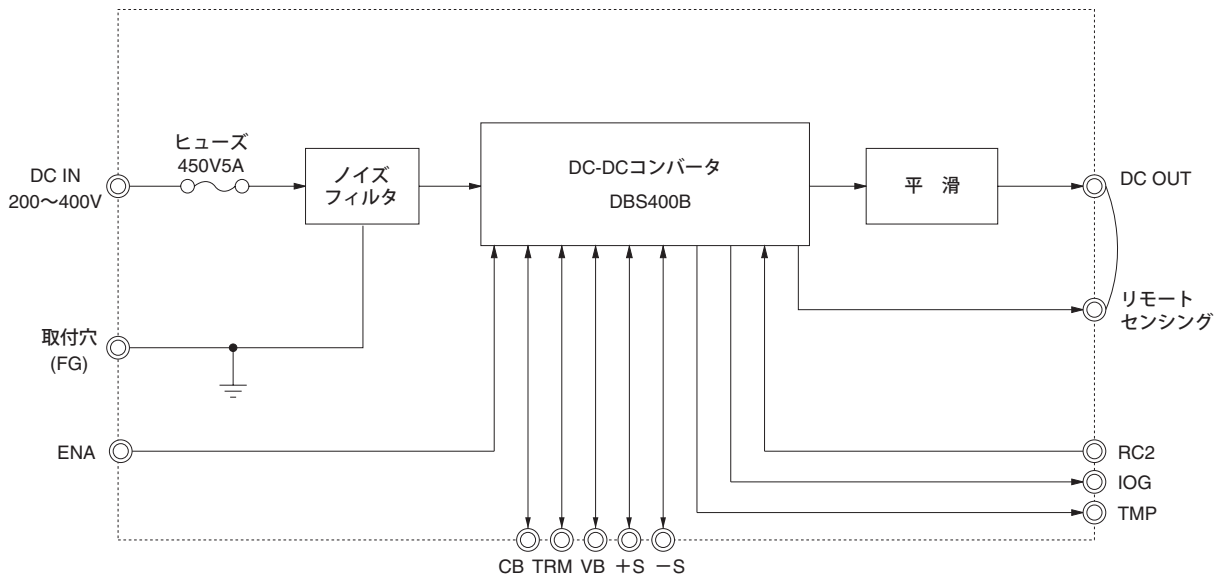 ヒューズ
450V5A
DC IN
200〜400V
ノイズ
フィルタ
DC-DCコンバータ
DBS400B
平 滑
DC OUT
リモート
センシング
取付穴
(FG)
ENA
RC2
IOG
TMP
CB TRM VB +S −S